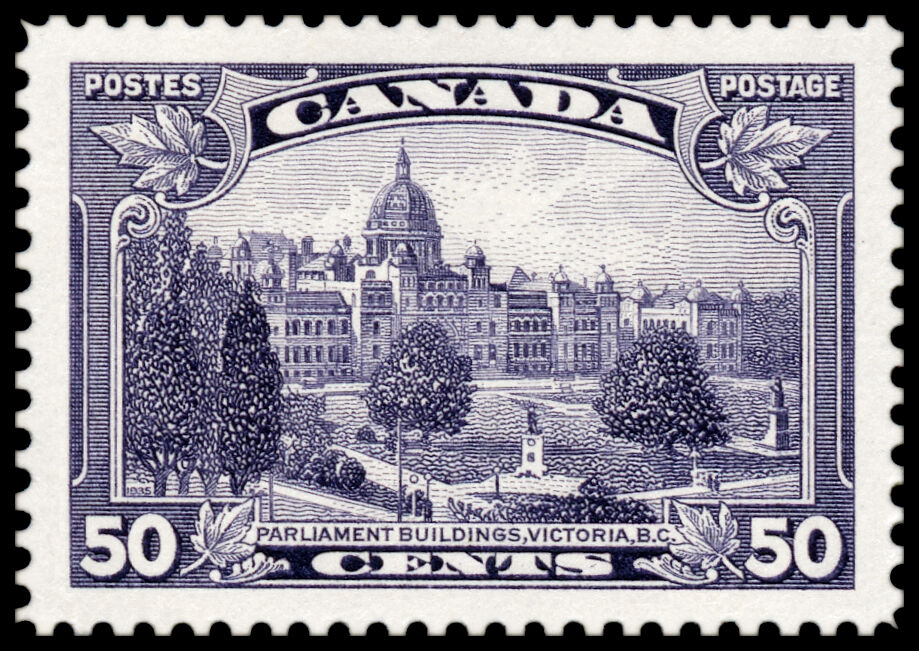 POSTES
CANADA
POSTAGE
1935
50
PARLIAMENT BUILDINGS, VICTORIA, B.C.
50
CENTS